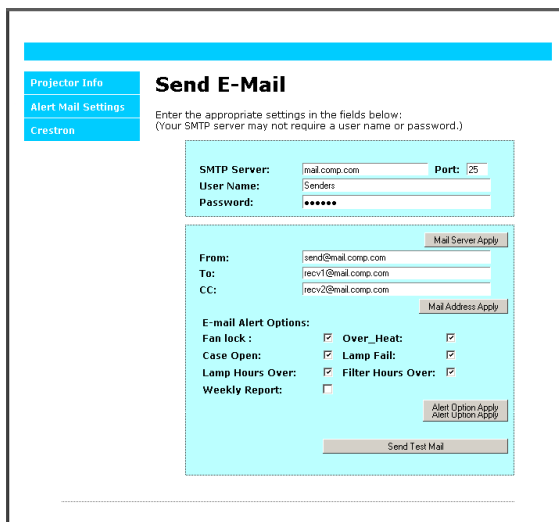 Projector Info
Alert Mail Settings
Crestron
Send E-Mail
Enter the appropriate settings in the fields below:
(Your SMTP server may not require a user name or password.)
SMTP Server: mail.comp.com Port: 25
User Name: Senders
Password: ●●●●●●
Mail Server Apply
From: send@mail.comp.com
To: recv1@mail.comp.com
CC: recv2@mail.comp.com
Mail Address Apply
E-mail Alert Options:
Fan lock : Over_Heat:
Case Open: Lamp Fail:
Lamp Hours Over: Filter Hours Over:
Weekly Report:
Alert Option Apply
Alert Option Apply
Send Test Mail